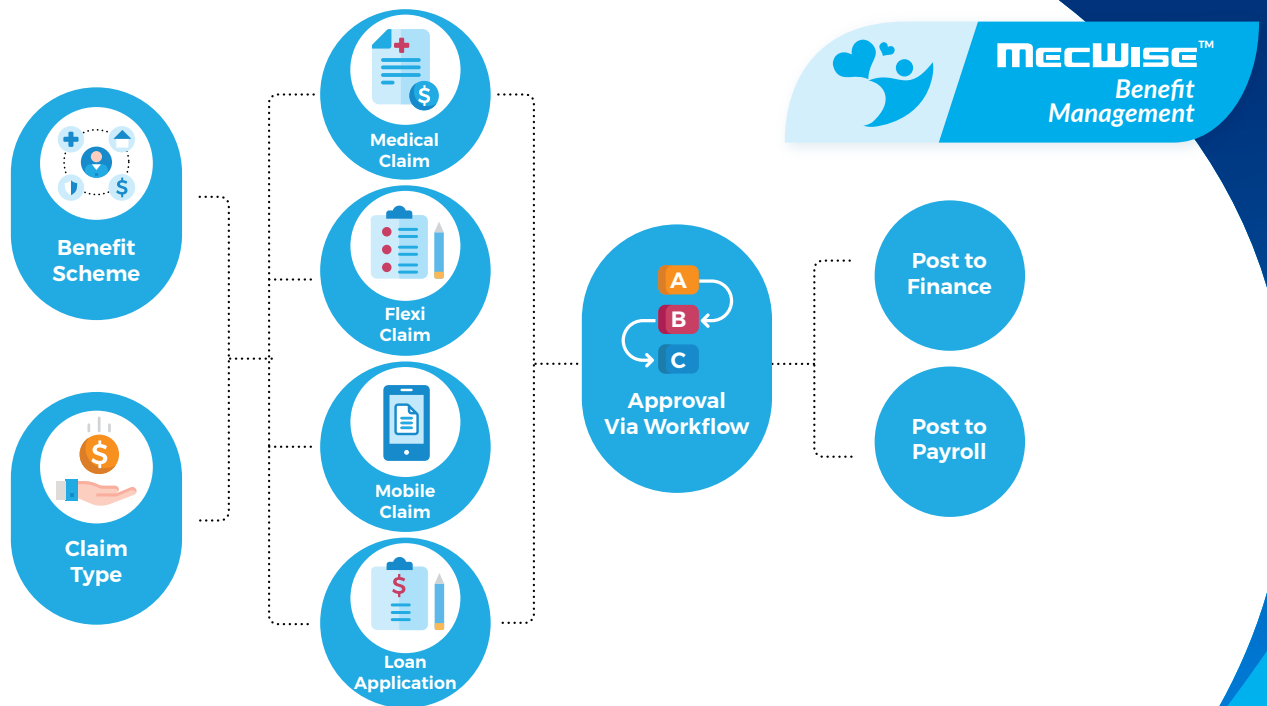 MECWISE™
Benefit
Management
Benefit
Scheme
Claim
Type
$
$
$
Medical
Claim
Flexi
Claim
Mobile
Claim
$
Loan
Application
A
B
C
Approval
Via Workflow
Post to
Finance
Post to
Payroll